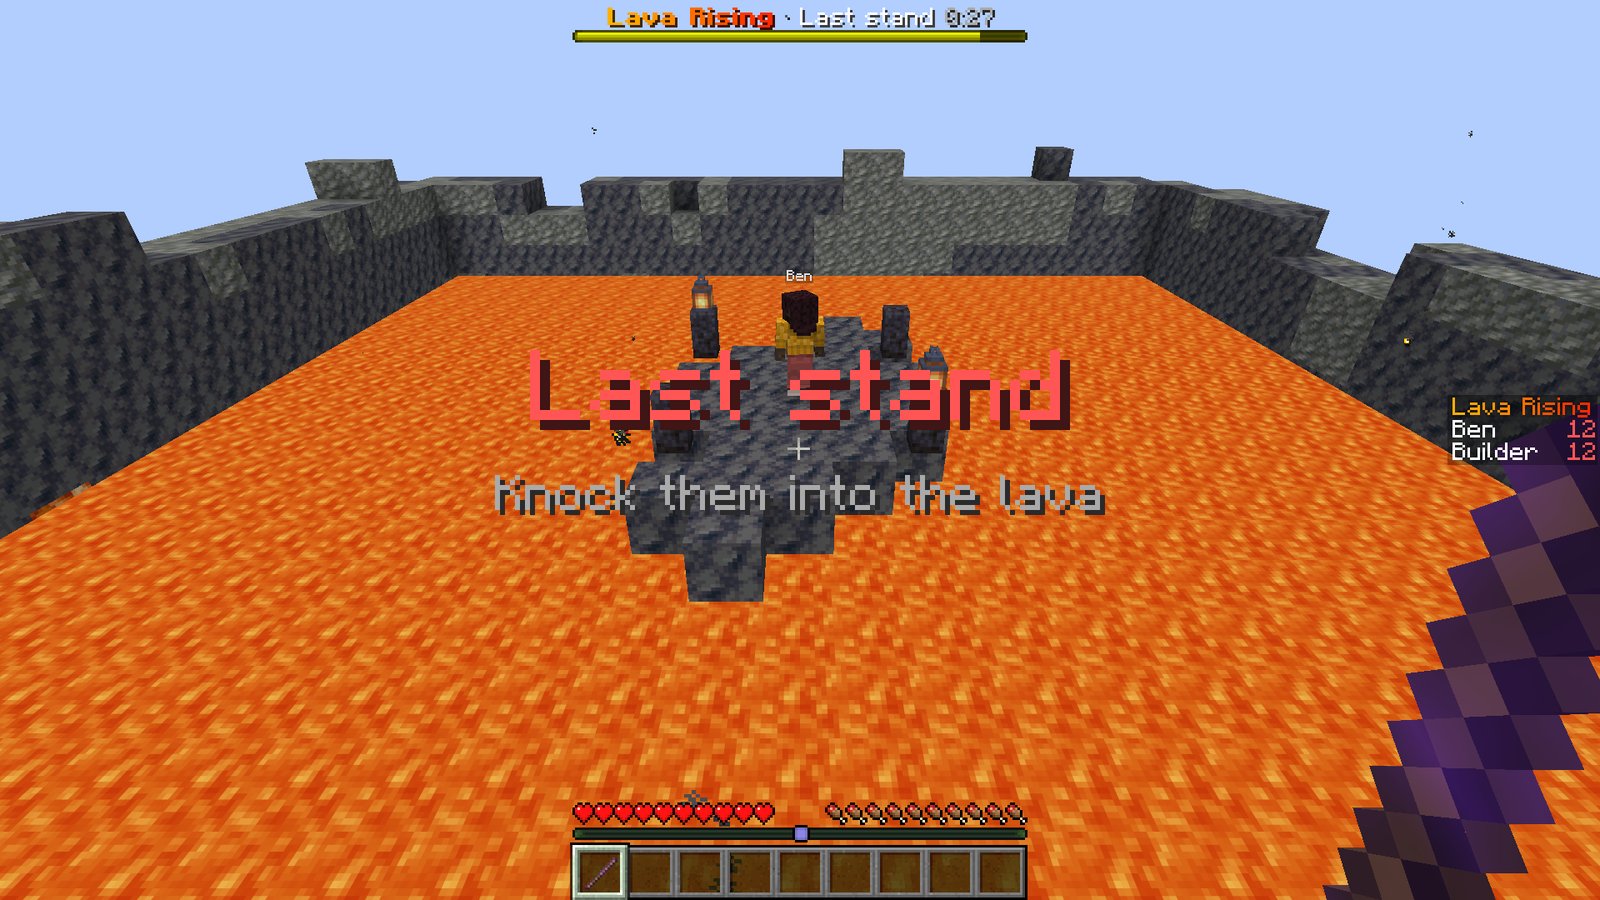 Lava Rising · Last stand 0:27
Ben
Last stand
Knock them into the lava
Lava Rising
Ben 12
Builder 12